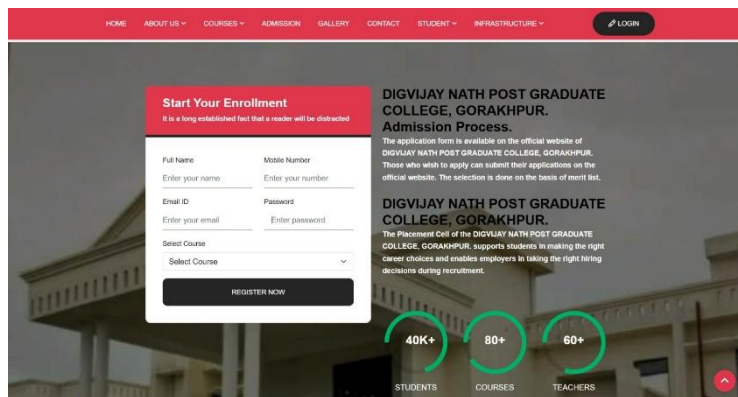 HOME ABOUT US COURSES ADMISSION GALLERY CONTACT STUDENT INFRASTRUCTURE LOGIN
Start Your Enrollment
It is a long established fact that a reader will be distracted
Full Name Mobile Number
Enter your name Enter your number
Email ID Password
Enter your email Enter password
Select Course
Select Course
REGISTER NOW
DIGVIJAY NATH POST GRADUATE
COLLEGE, GORAKHPUR.
Admission Process.
The application form is available on the official website of
DIGVIJAY NATH POST GRADUATE COLLEGE, GORAKHPUR.
Those who wish to apply can submit their applications on the
official website. The selection is done on the basis of merit list.
DIGVIJAY NATH POST GRADUATE
COLLEGE, GORAKHPUR.
The Placement Cell of the DIGVIJAY NATH POST GRADUATE
COLLEGE, GORAKHPUR. supports students in making the right
career choices and enables employers in taking the right hiring
decisions during recruitment.
40K+ 80+ 60+
STUDENTS COURSES TEACHERS